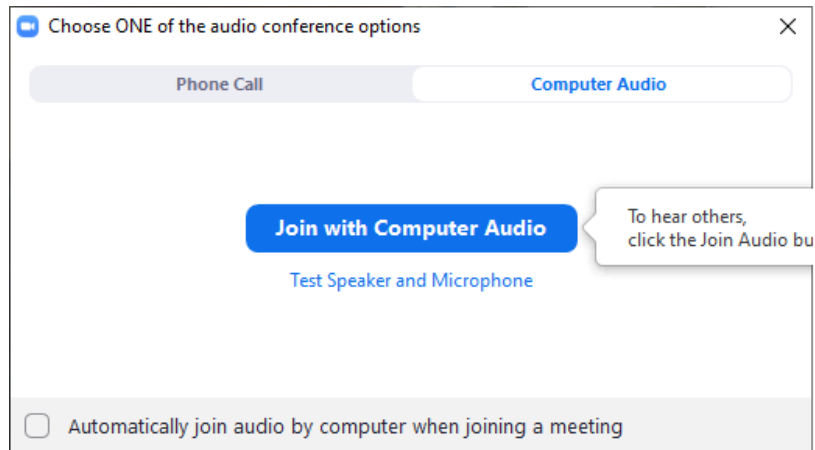 Choose ONE of the audio conference options
Phone Call
Computer Audio
Join with Computer Audio
To hear others,
click the Join Audio
Test Speaker and Microphone
Automatically join audio by computer when joining a meeting